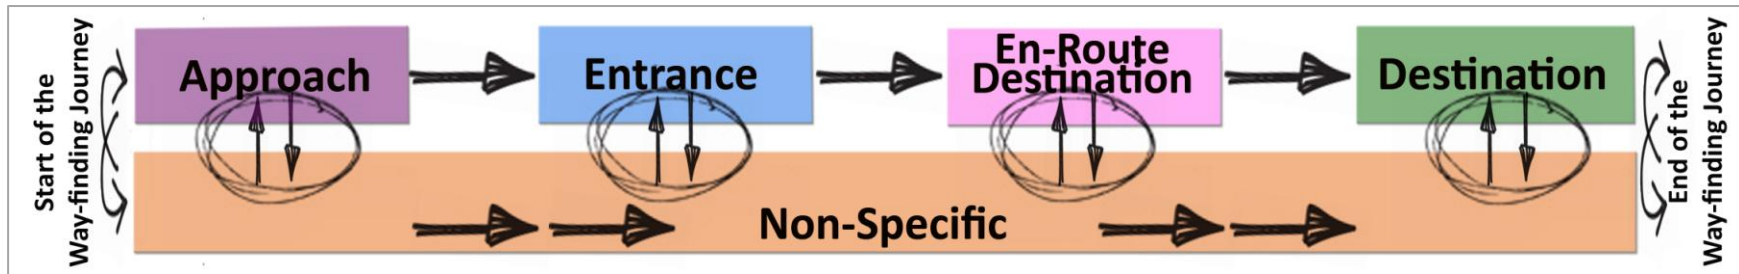 Start of the
Way-finding Journey
Approach
Entrance
En-Route
Destination
Destination
Non-Specific
End of the
Way-finding Journey